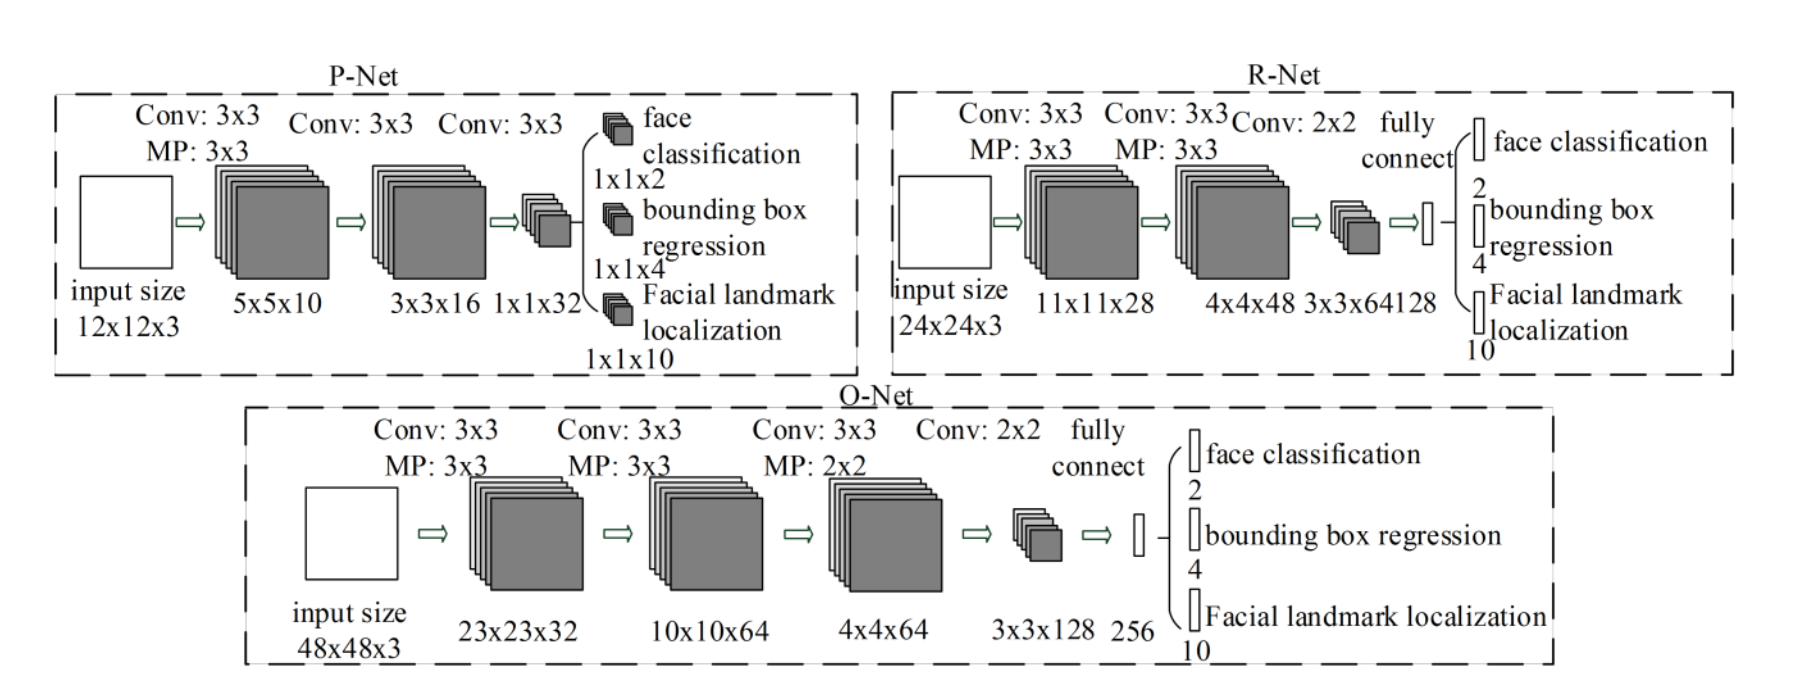 P-Net
Conv: 3x3
MP: 3x3
Conv: 3x3
Conv: 3x3
face
classification
1x1x2
bounding box
regression
1x1x4
Facial landmark
localization
1x1x10
input size
12x12x3
5x5x10
3x3x16
1x1x32
R-Net
Conv: 3x3
MP: 3x3
Conv: 3x3
MP: 3x3
Conv: 2x2
fully
connect
face classification
2
bounding box
regression
4
Facial landmark
localization
10
input size
24x24x3
11x11x28
4x4x48
3x3x64
128
O-Net
Conv: 3x3
MP: 3x3
Conv: 3x3
MP: 3x3
Conv: 3x3
MP: 2x2
Conv: 2x2
fully
connect
face classification
2
bounding box regression
4
Facial landmark localization
10
input size
48x48x3
23x23x32
10x10x64
4x4x64
3x3x128
256